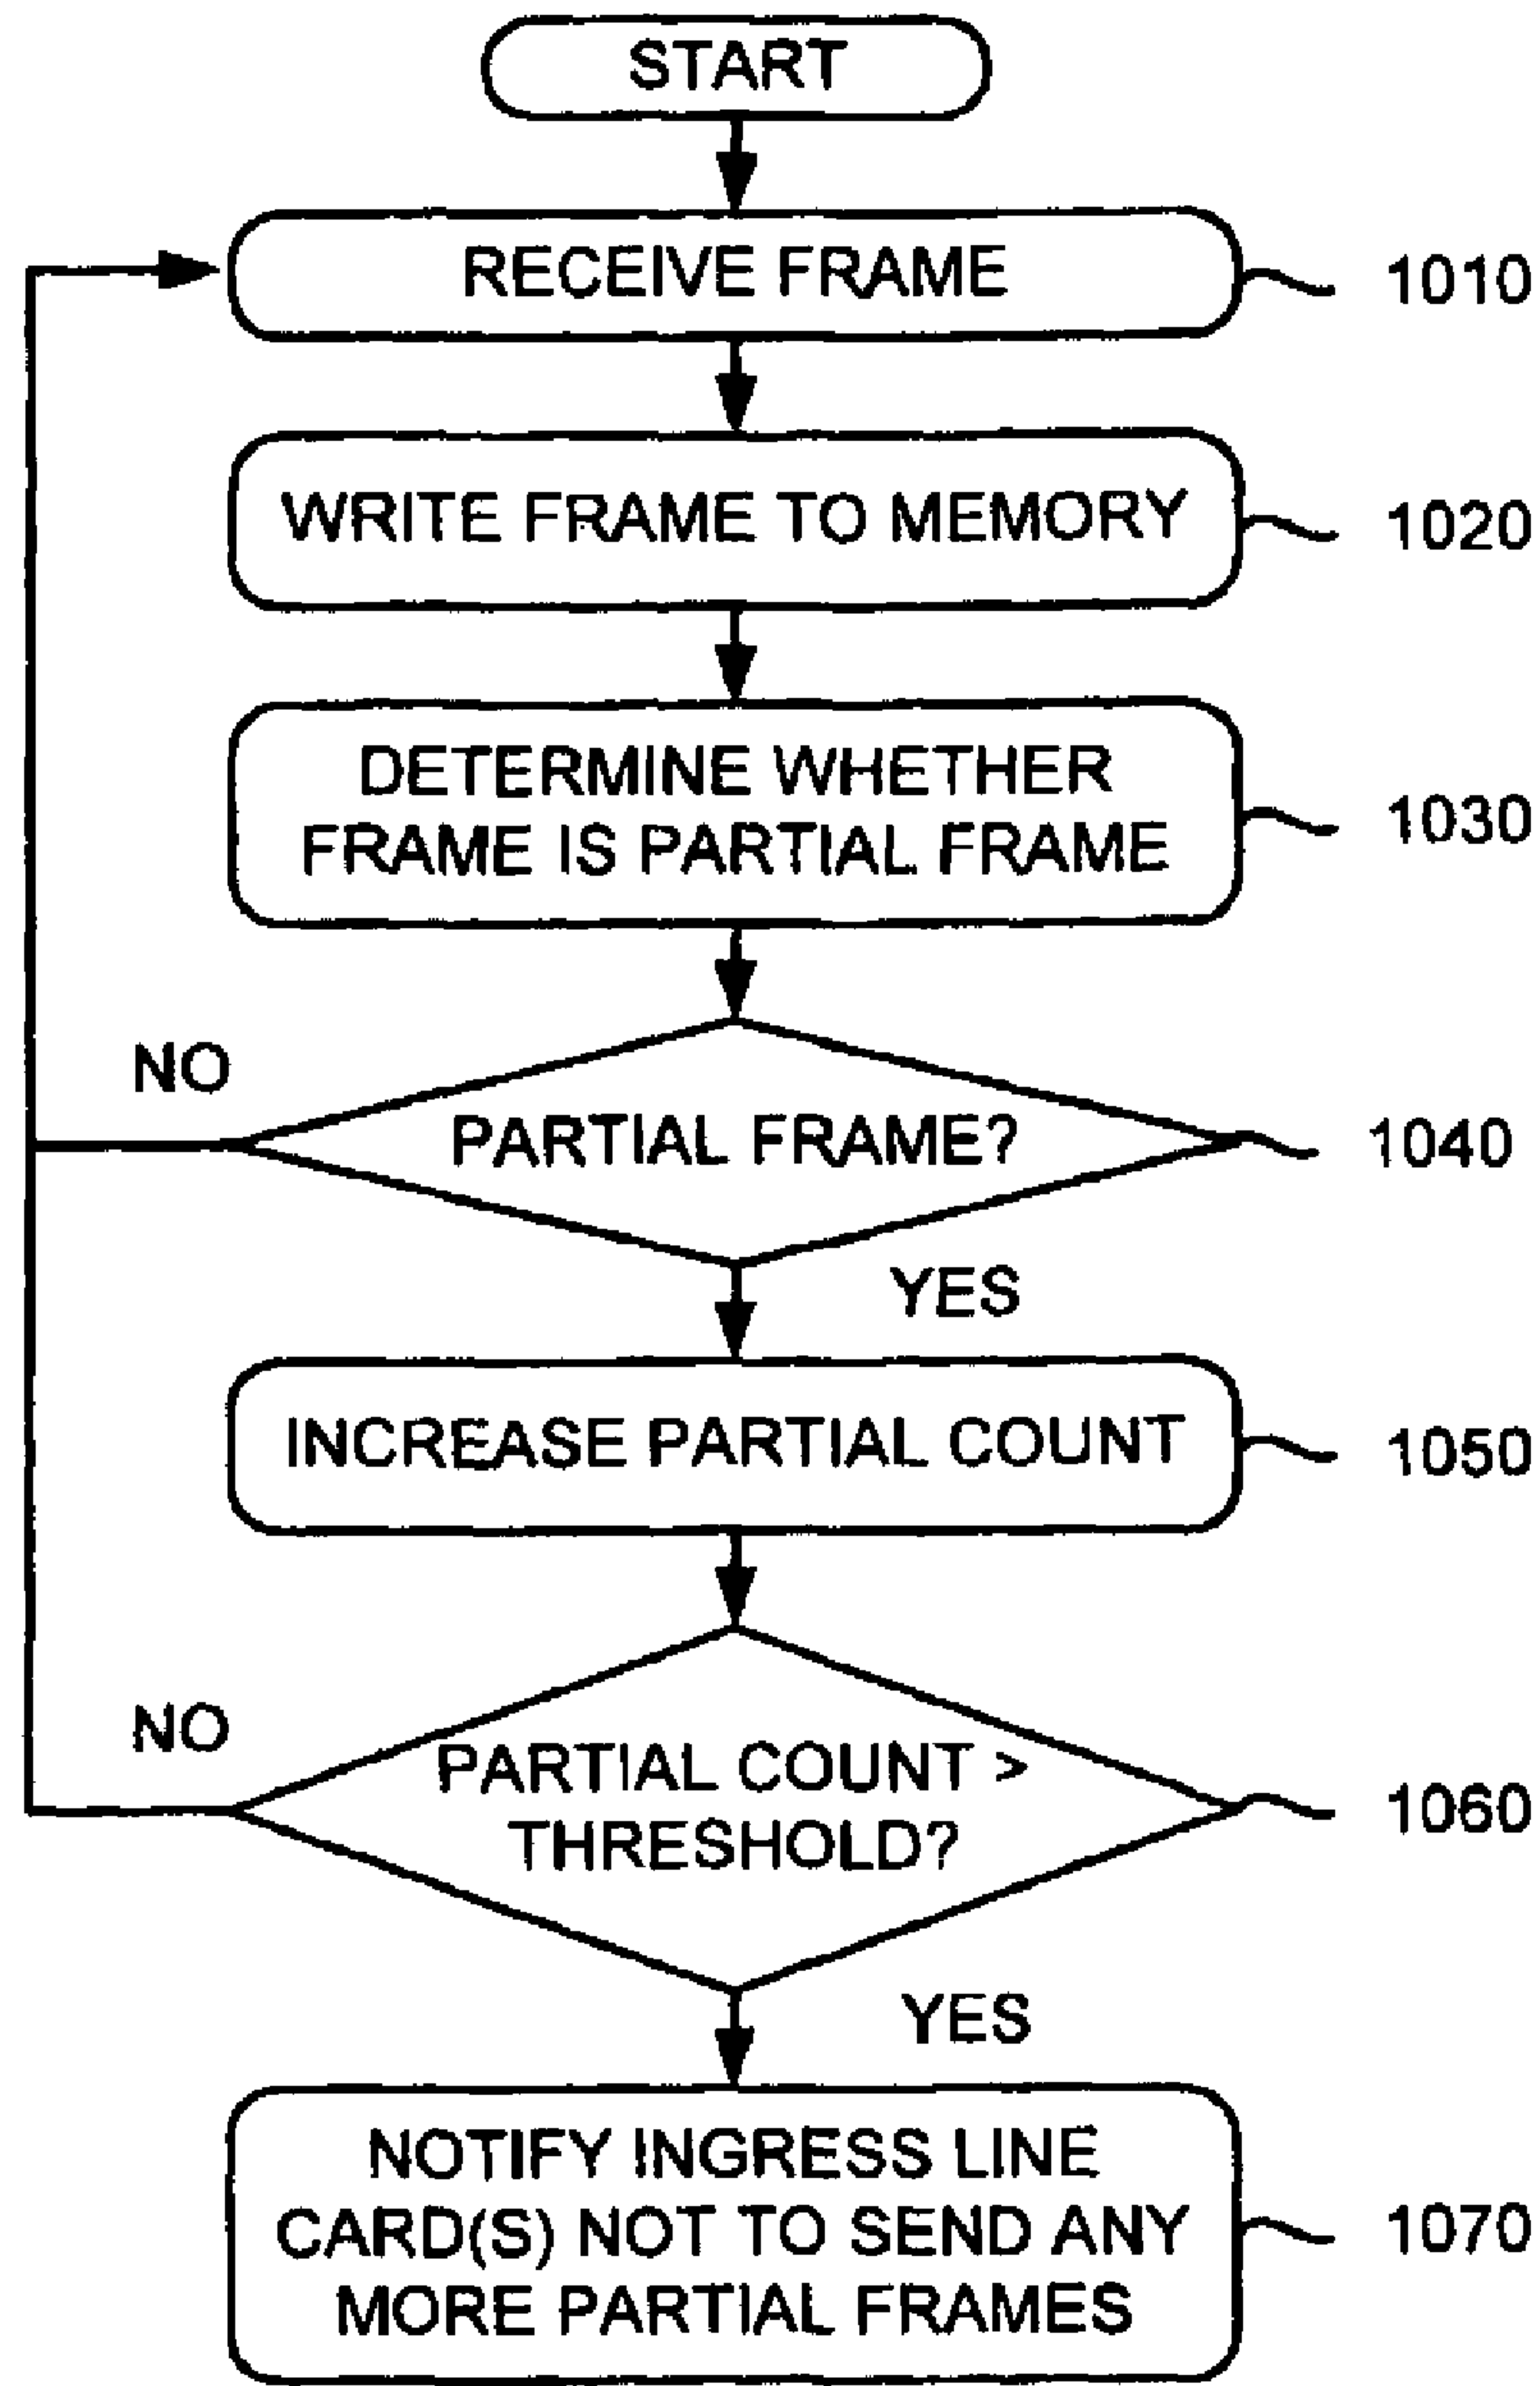 START
RECEIVE FRAME
1010
WRITE FRAME TO MEMORY
1020
DETERMINE WHETHER
FRAME IS PARTIAL FRAME
1030
NO
PARTIAL FRAME?
1040
YES
INCREASE PARTIAL COUNT
1050
NO
PARTIAL COUNT >
THRESHOLD?
1060
YES
NOTIFY INGRESS LINE
CARD(S) NOT TO SEND ANY
MORE PARTIAL FRAMES
1070